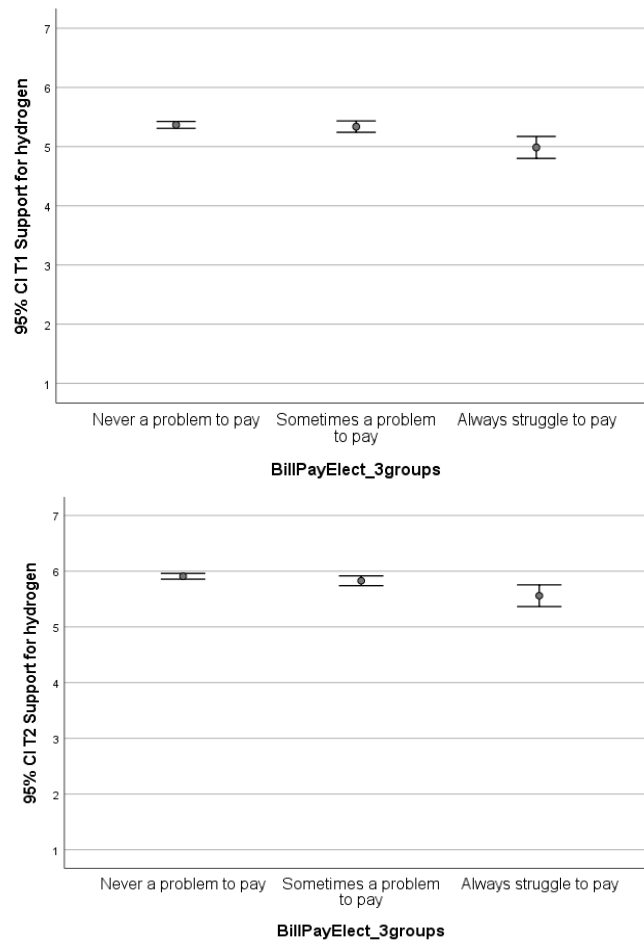 95% CI T1 Support for hydrogen
7
6
5
4
3
2
1
Never a problem to pay
Sometimes a problem
to pay
Always struggle to pay
BillPayElect_3groups
95% CI T2 Support for hydrogen
7
6
5
4
3
2
1
Never a problem to pay
Sometimes a problem
to pay
Always struggle to pay
BillPayElect_3groups